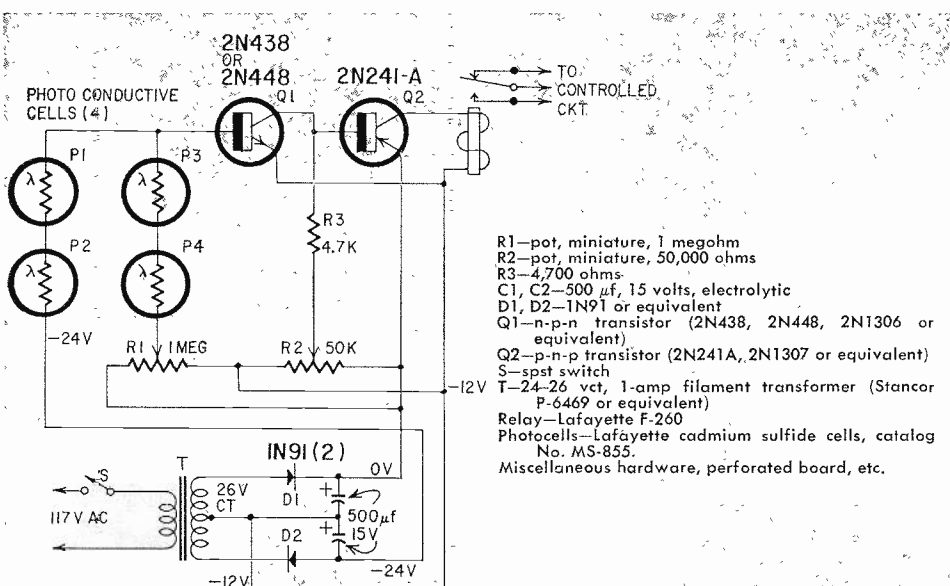 2N438
OR
2N448
2N241-A
Q1
Q2
TO
CONTROLLED
CKT
PHOTO CONDUCTIVE
CELLS (4)
P1
P3
λ
λ
P2
P4
λ
λ
R3
4.7K
-24V
R1
1MEG
R2
50K
-12V
R1—pot, miniature, 1 megohm
R2—pot, miniature, 50,000 ohms
R3—4,700 ohms
C1, C2—500 μf, 15 volts, electrolytic
D1, D2—1N91 or equivalent
Q1—n-p-n transistor (2N438, 2N448, 2N1306 or
equivalent)
Q2—p-n-p transistor (2N241A, 2N1307 or equivalent)
S—spst switch
T—24–26 vct, 1-amp filament transformer (Stancor
P-6469 or equivalent)
Relay—Lafayette F-260
Photocells—Lafayette cadmium sulfide cells, catalog
No. MS-855.
Miscellaneous hardware, perforated board, etc.
1N91 (2)
T
S
26V
CT
0V
D1
+
500μf
15V
+
117V AC
D2
-12V
-24V